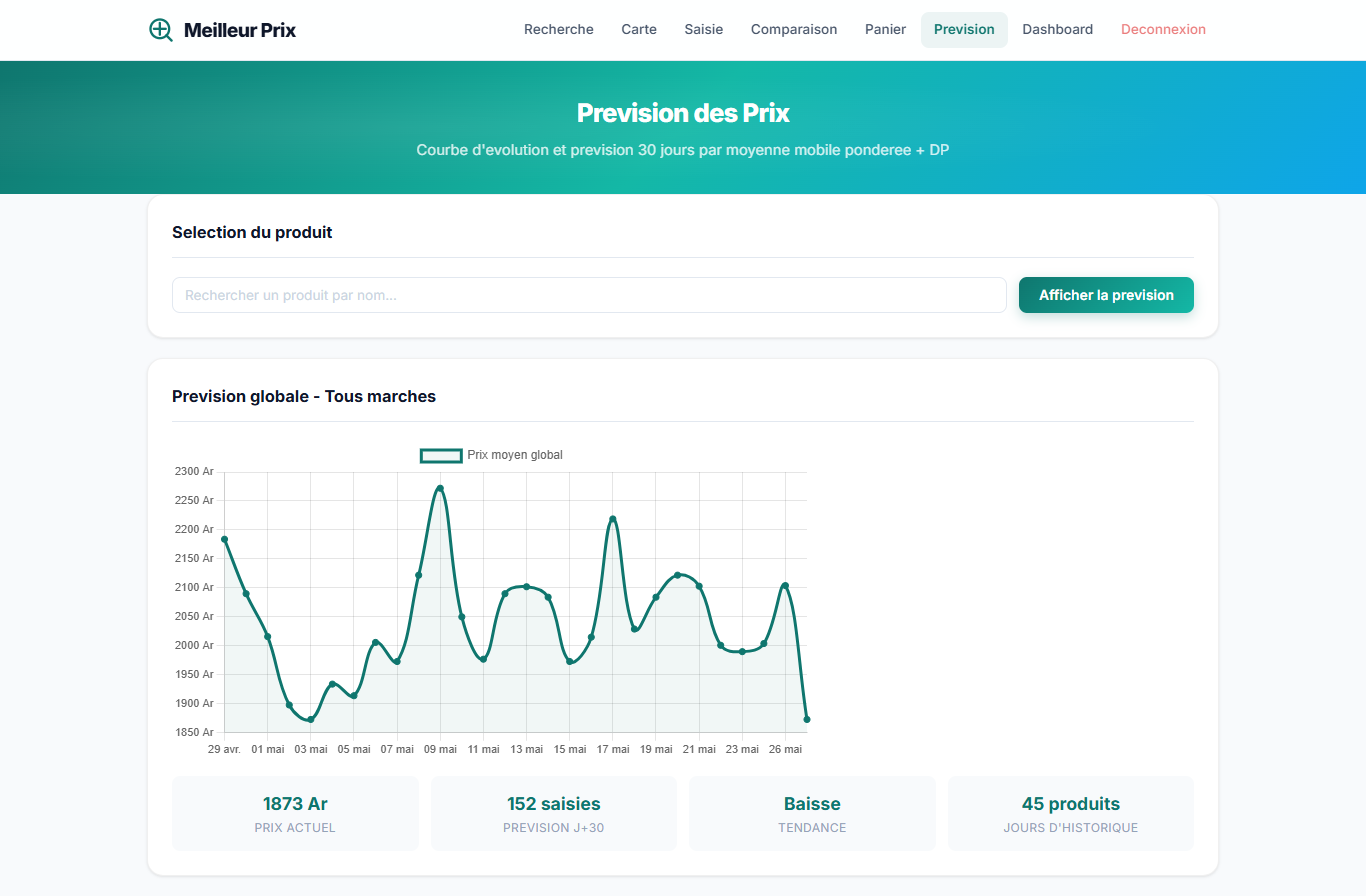 Meilleur Prix
Recherche Carte Saisie Comparaison Panier Prevision Dashboard Deconnexion
Prevision des Prix
Courbe d'evolution et prevision 30 jours par moyenne mobile ponderee + DP
Selection du produit
Rechercher un produit par nom...
Afficher la prevision
Prevision globale - Tous marches
Prix moyen global
2300 Ar
2250 Ar
2200 Ar
2150 Ar
2100 Ar
2050 Ar
2000 Ar
1950 Ar
1900 Ar
1850 Ar
29 avr. 01 mai 03 mai 05 mai 07 mai 09 mai 11 mai 13 mai 15 mai 17 mai 19 mai 21 mai 23 mai 26 mai
1873 Ar
PRIX ACTUEL
152 saisies
PREVISION J+30
Baisse
TENDANCE
45 produits
JOURS D'HISTORIQUE